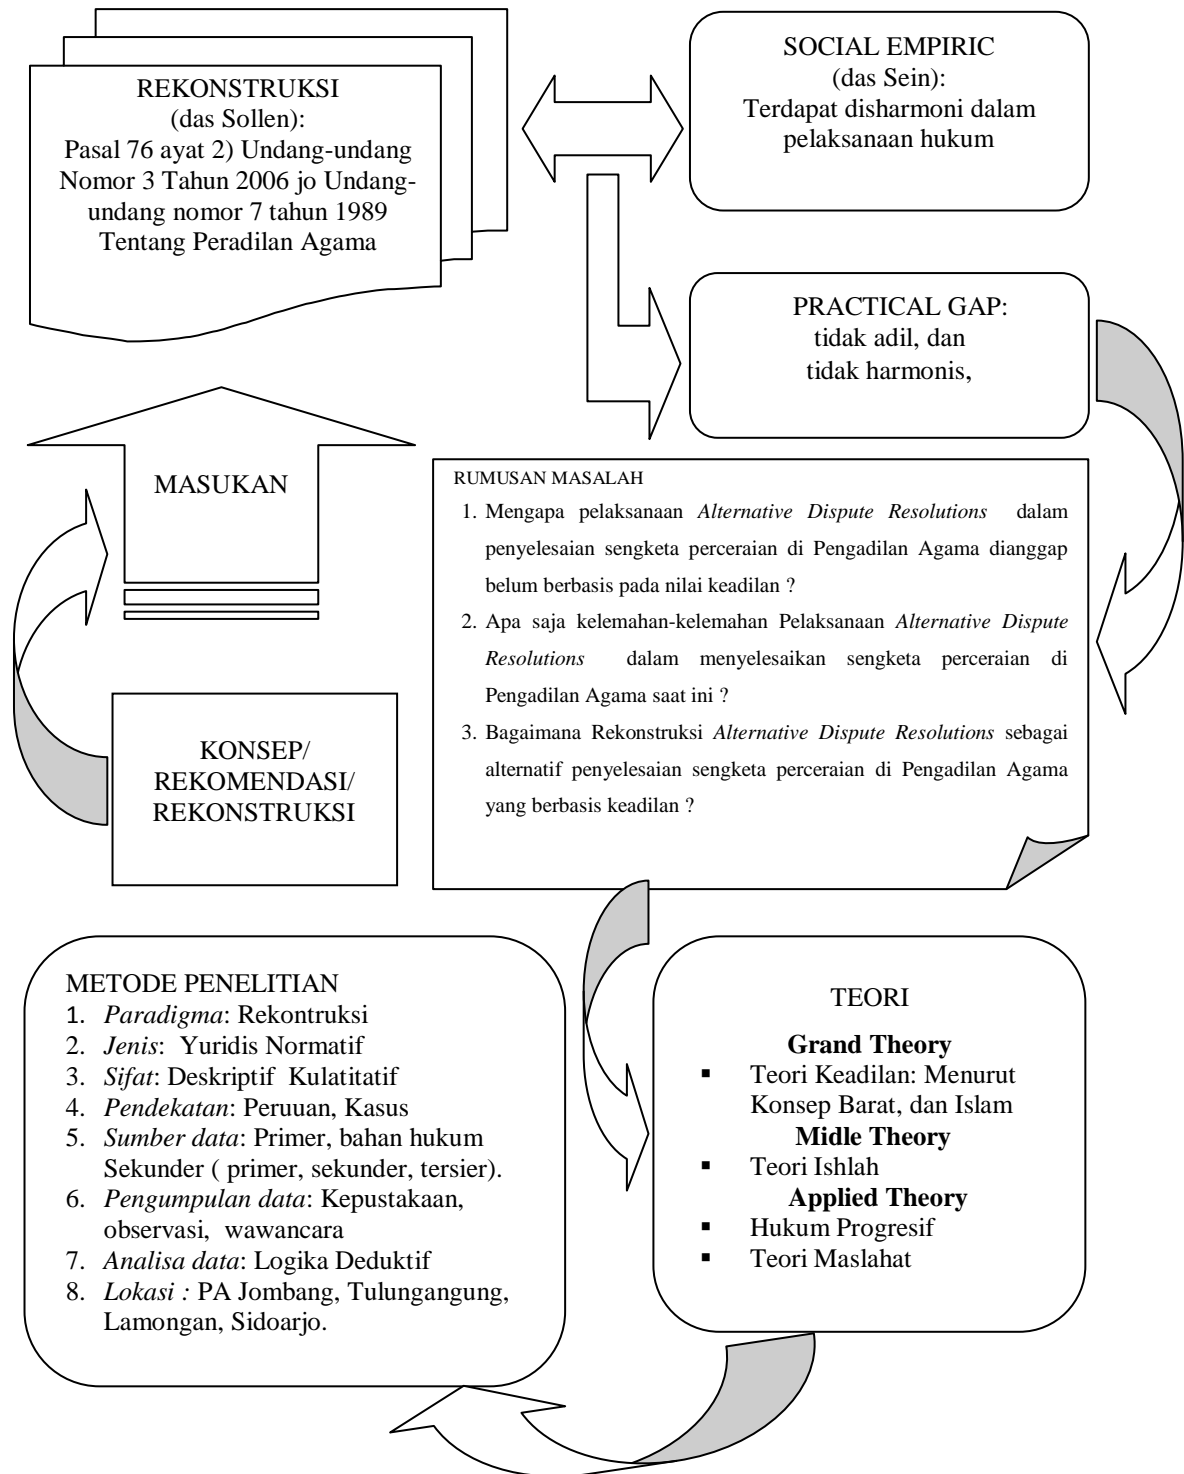 REKONSTRUKSI
(das Sollen):
Pasal 76 ayat 2) Undang-undang
Nomor 3 Tahun 2006 jo Undang-
undang nomor 7 tahun 1989
Tentang Peradilan Agama
SOCIAL EMPIRIC
(das Sein):
Terdapat disharmoni dalam
pelaksanaan hukum
PRACTICAL GAP:
tidak adil, dan
tidak harmonis,
MASUKAN
RUMUSAN MASALAH
1. Mengapa pelaksanaan Alternative Dispute Resolutions dalam
penyelesaian sengketa perceraian di Pengadilan Agama dianggap
belum berbasis pada nilai keadilan ?
2. Apa saja kelemahan-kelemahan Pelaksanaan Alternative Dispute
Resolutions dalam menyelesaikan sengketa perceraian di
Pengadilan Agama saat ini ?
3. Bagaimana Rekonstruksi Alternative Dispute Resolutions sebagai
alternatif penyelesaian sengketa perceraian di Pengadilan Agama
yang berbasis keadilan ?
KONSEP/
REKOMENDASI/
REKONSTRUKSI
METODE PENELITIAN
1. Paradigma: Rekontruksi
2. Jenis: Yuridis Normatif
3. Sifat: Deskriptif Kulatitatif
4. Pendekatan: Peruuan, Kasus
5. Sumber data: Primer, bahan hukum
Sekunder ( primer, sekunder, tersier).
6. Pengumpulan data: Kepustakaan,
observasi, wawancara
7. Analisa data: Logika Deduktif
8. Lokasi : PA Jombang, Tulungangung,
Lamongan, Sidoarjo.
TEORI
Grand Theory
▪ Teori Keadilan: Menurut
Konsep Barat, dan Islam
Midle Theory
▪ Teori Ishlah
Applied Theory
▪ Hukum Progresif
▪ Teori Maslahat